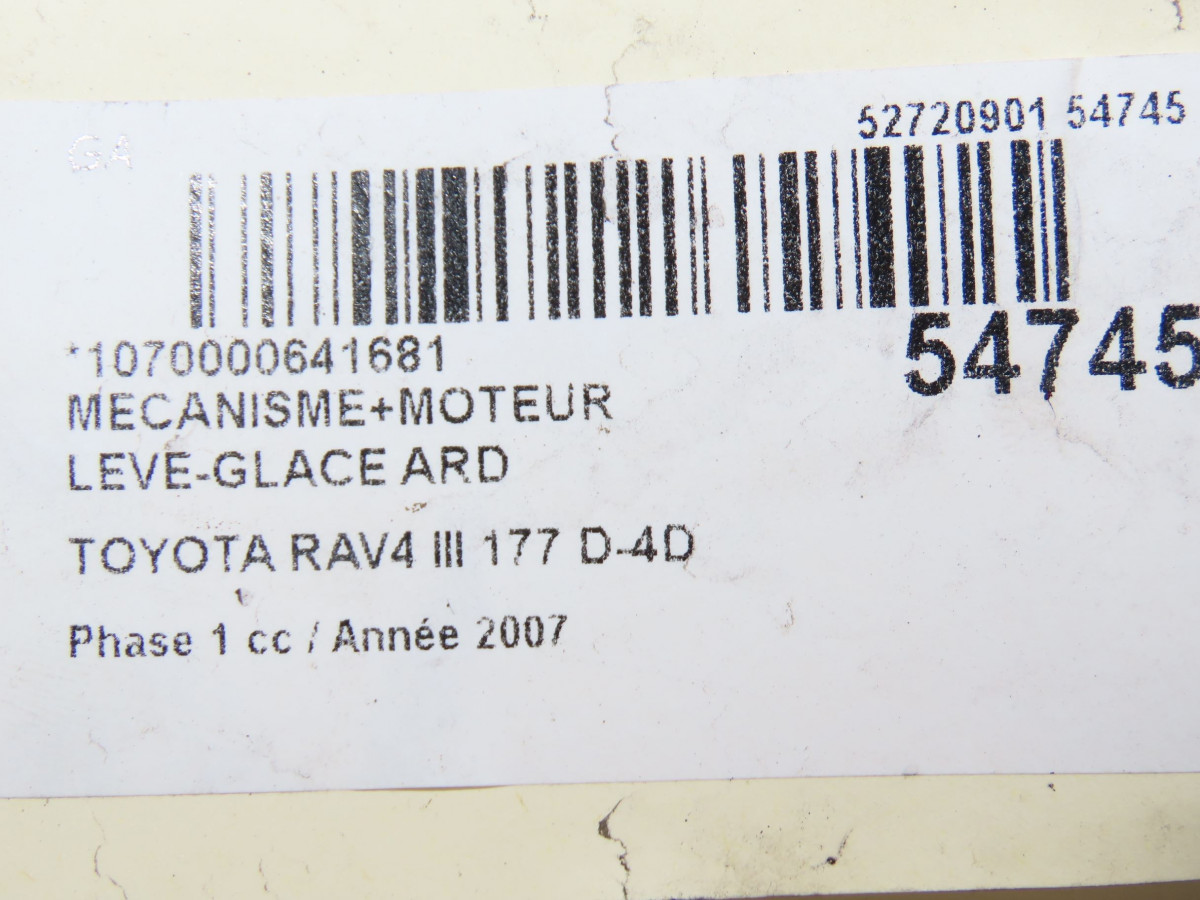 GA
52720901 54745
54745
*1070000641681
MECANISME+MOTEUR
LEVE-GLACE ARD
TOYOTA RAV4 III 177 D-4D
Phase 1 cc / Année 2007